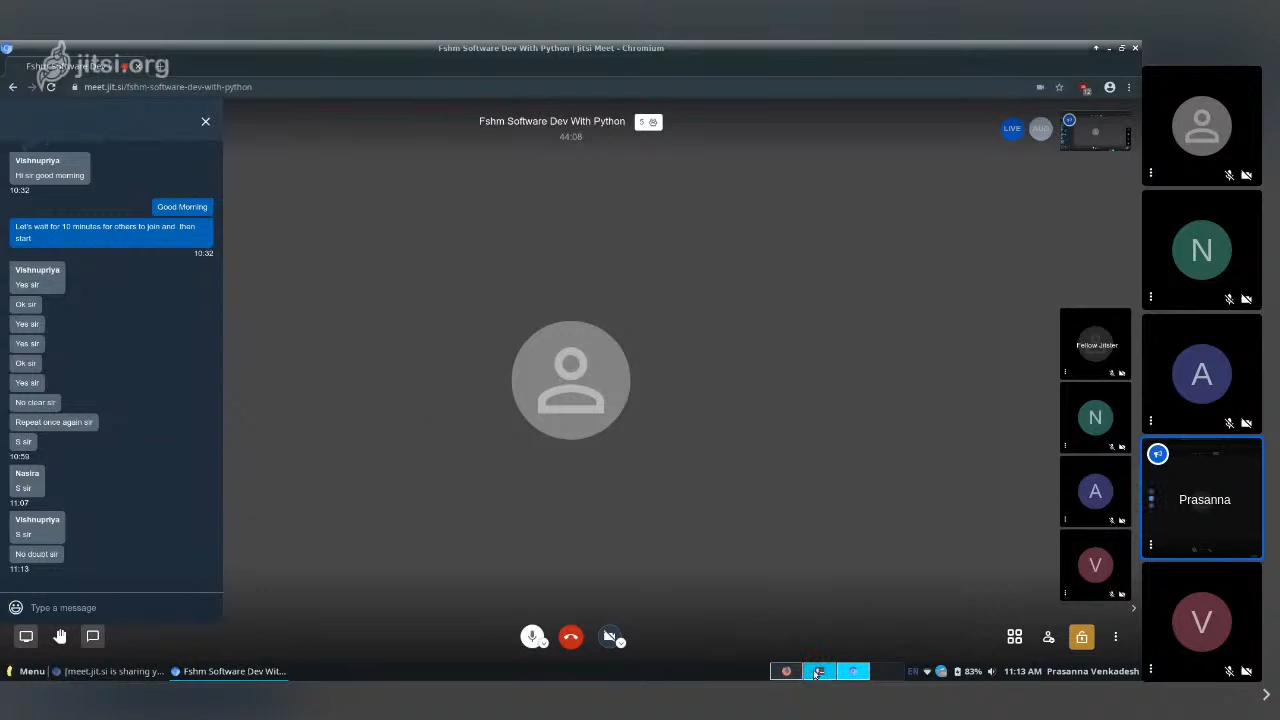 Fshm Software Dev With Python | Jitsi Meet - Chromium
jitsi.org
meet.jit.si/fshm-software-dev-with-python
12
Fshm Software Dev With Python 5
44:08
LIVE AUD
Vishnupriya
Hi sir good morning
10:32
Good Morning
Let's wait for 10 minutes for others to join and then
start
10:32
Vishnupriya
Yes sir
Ok sir
Yes sir
Yes sir
Ok sir
Yes sir
No clear sir
Repeat once again sir
S sir
10:59
Nasira
S sir
11:07
Vishnupriya
S sir
No doubt sir
11:13
Type a message
Fellow Jitster
N
A
V
N
A
Prasanna
V
Menu
[meet.jit.si is sharing y...
Fshm Software Dev Wit...
EN 83% 11:13 AM Prasanna Venkadesh